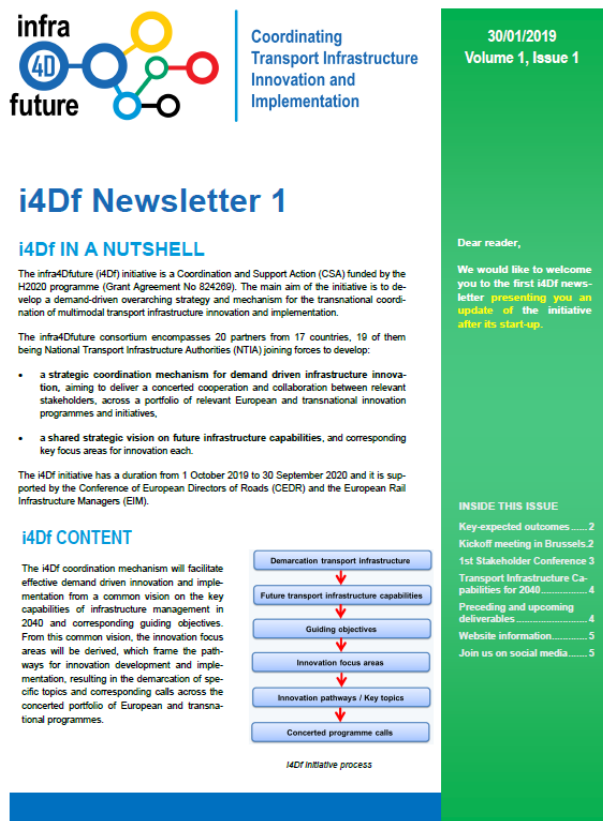 infra
4D
future
Coordinating
Transport Infrastructure
Innovation and
Implementation
30/01/2019
Volume 1, Issue 1
i4Df Newsletter 1
i4Df IN A NUTSHELL
The infra4Dfuture (i4Df) initiative is a Coordination and Support Action (CSA) funded by the
H2020 programme (Grant Agreement No 824269). The main aim of the initiative is to de-
velop a demand-driven overarching strategy and mechanism for the transnational coordi-
nation of multimodal transport infrastructure innovation and implementation.
The infra4Dfuture consortium encompasses 20 partners from 17 countries, 19 of them
being National Transport Infrastructure Authorities (NTIA) joining forces to develop:
• a strategic coordination mechanism for demand driven infrastructure innova-
tion, aiming to deliver a concerted cooperation and collaboration between relevant
stakeholders, across a portfolio of relevant European and transnational innovation
programmes and initiatives,
• a shared strategic vision on future infrastructure capabilities, and corresponding
key focus areas for innovation each.
The i4Df initiative has a duration from 1 October 2019 to 30 September 2020 and it is sup-
ported by the Conference of European Directors of Roads (CEDR) and the European Rail
Infrastructure Managers (EIM).
i4Df CONTENT
The i4Df coordination mechanism will facilitate
effective demand driven innovation and imple-
mentation from a common vision on the key
capabilities of infrastructure management in
2040 and corresponding guiding objectives.
From this common vision, the innovation focus
areas will be derived, which frame the path-
ways for innovation development and imple-
mentation, resulting in the demarcation of spe-
cific topics and corresponding calls across the
concerted portfolio of European and transna-
tional programmes.
Demarcation transport infrastructure
Future transport infrastructure capabilities
Guiding objectives
Innovation focus areas
Innovation pathways / Key topics
Concerted programme calls
I4Df initiative process
Dear reader,
We would like to welcome
you to the first i4Df news-
letter presenting you an
update of the initiative
after its start-up.
INSIDE THIS ISSUE
Key-expected outcomes ...... 2
Kickoff meeting in Brussels.2
1st Stakeholder Conference 3
Transport Infrastructure Ca-
pabilities for 2040.................. 4
Preceding and upcoming
deliverables ......................... 4
Website information........... 5
Join us on social media....... 5